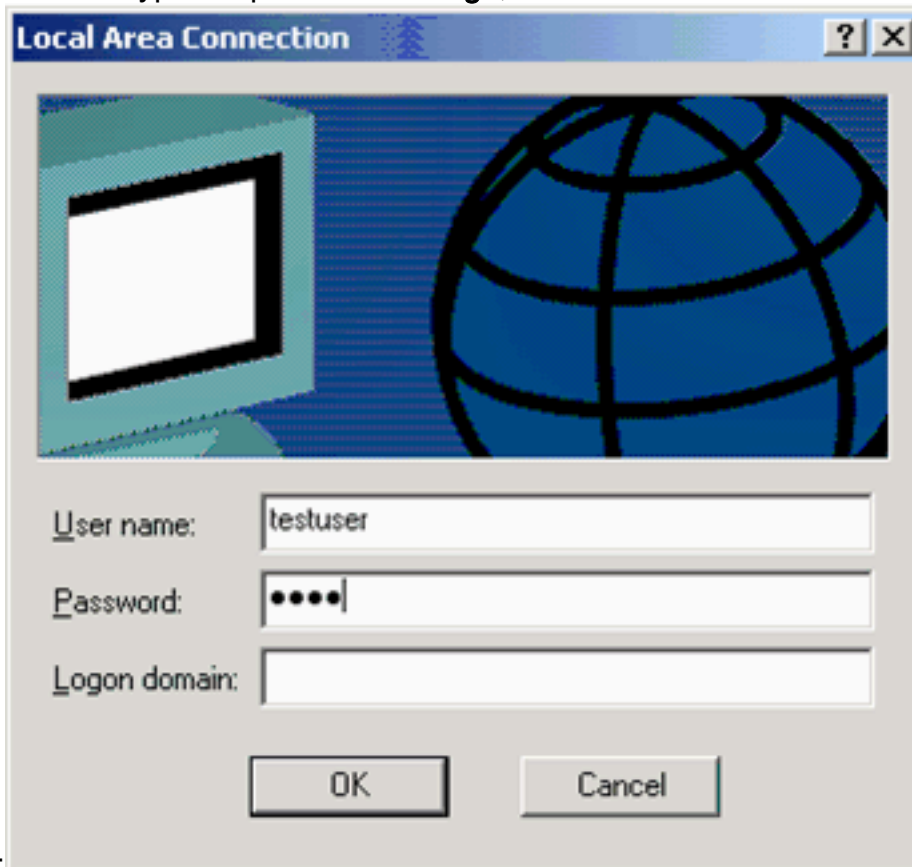 Local Area Connection
User name: testuser
Password: ●●●●
Logon domain:
OK Cancel